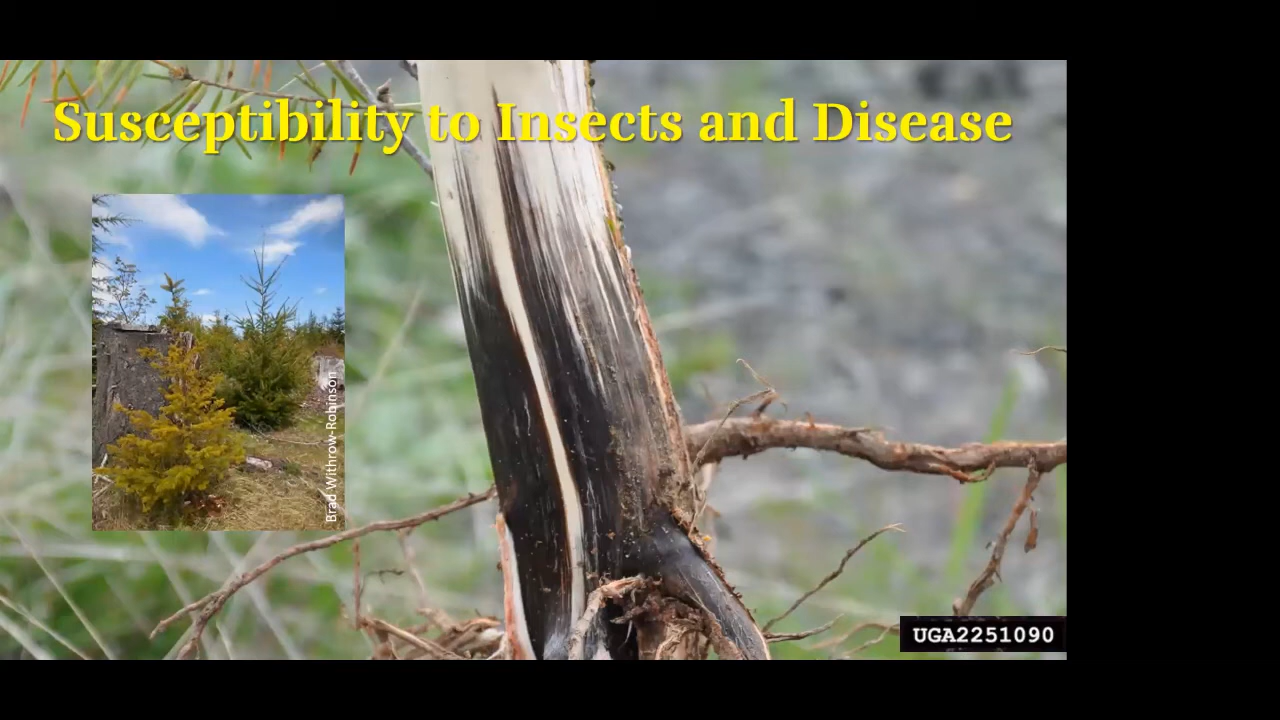 Susceptibility to Insects and Disease
Brad Withrow-Robinson
UGA2251090